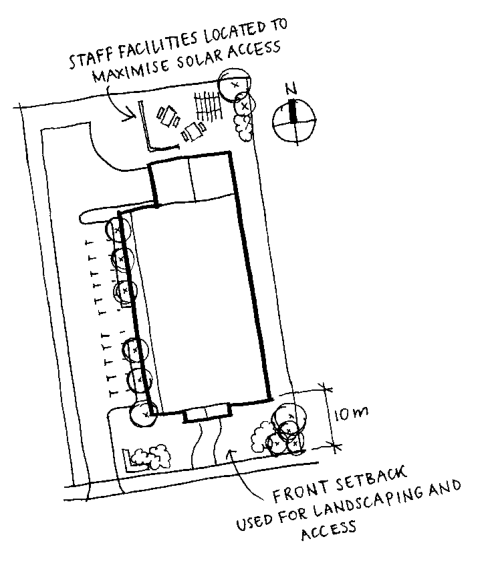 STAFF FACILITIES LOCATED TO
MAXIMISE SOLAR ACCESS
N
10m
FRONT SETBACK
USED FOR LANDSCAPING AND
ACCESS